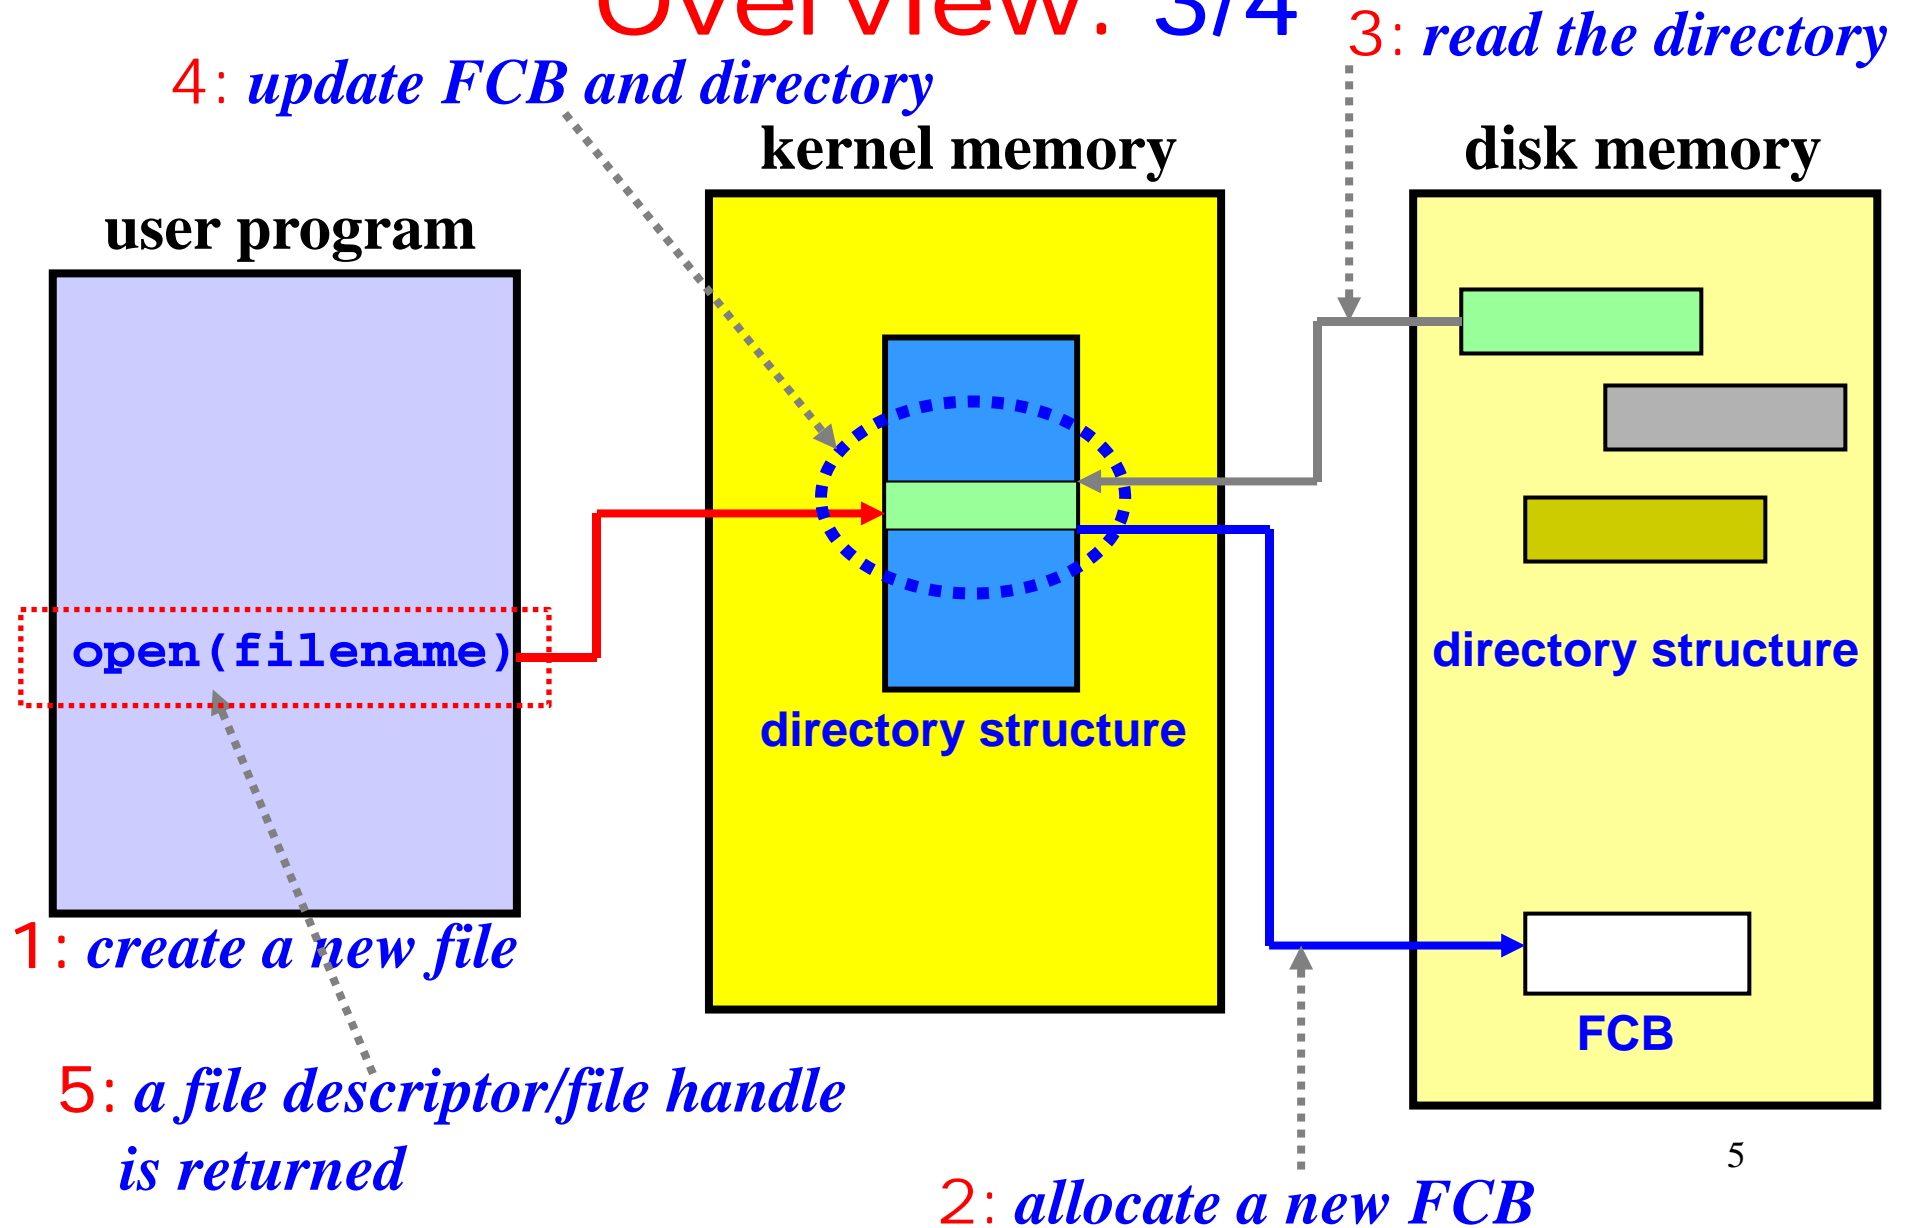 Overview: 3/4
3: read the directory
4: update FCB and directory
kernel memory
disk memory
user program
open(filename)
directory structure
directory structure
1: create a new file
FCB
5: a file descriptor/file handle
is returned
5
2: allocate a new FCB